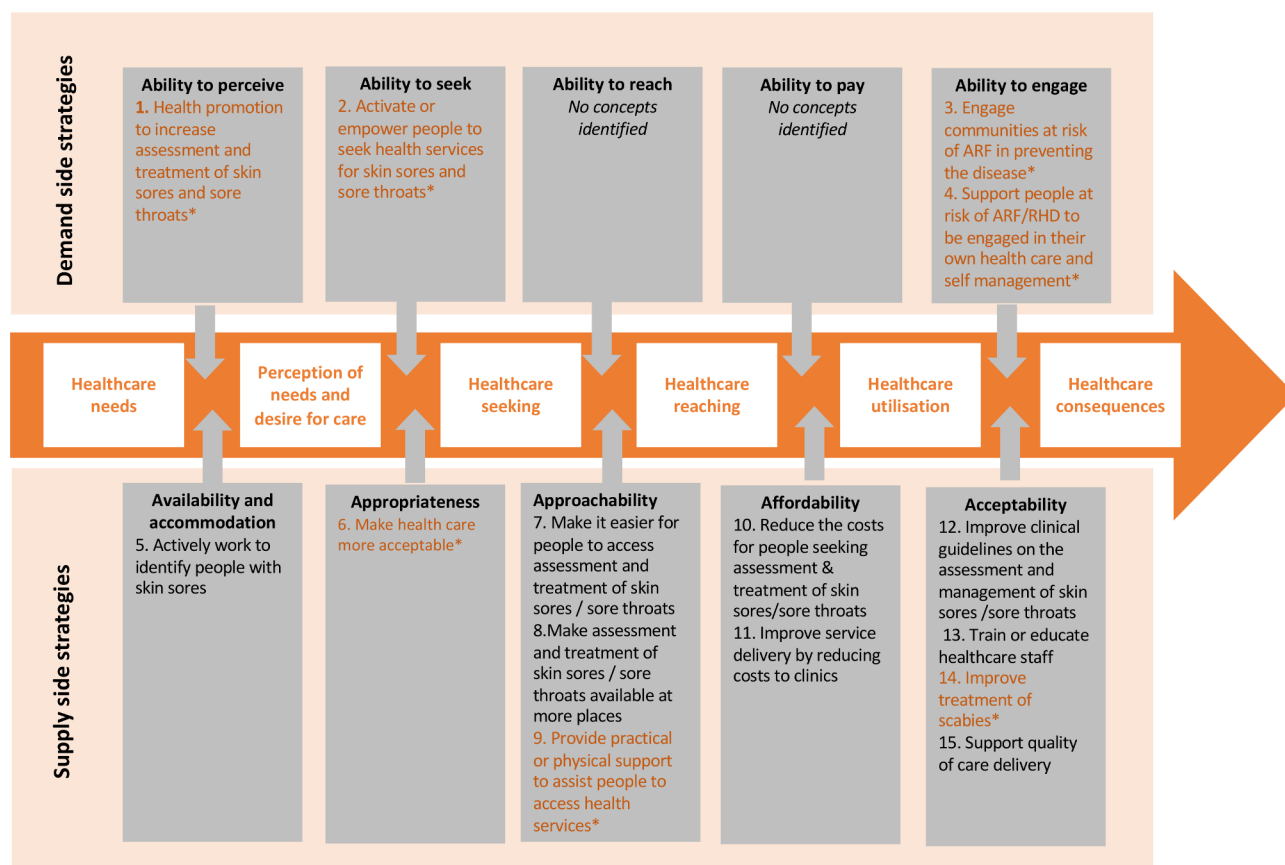 Demand side strategies
Ability to perceive
1. Health promotion
to increase
assessment and
treatment of skin
sores and sore
throats*
Ability to seek
2. Activate or
empower people to
seek health services
for skin sores and
sore throats*
Ability to reach
No concepts
identified
Ability to pay
No concepts
identified
Ability to engage
3. Engage
communities at risk
of ARF in preventing
the disease*
4. Support people at
risk of ARF/RHD to
be engaged in their
own health care and
self management*
Healthcare
needs
Perception of
needs and
desire for care
Healthcare
seeking
Healthcare
reaching
Healthcare
utilisation
Healthcare
consequences
Supply side strategies
Availability and
accommodation
5. Actively work to
identify people with
skin sores
Appropriateness
6. Make health care
more acceptable*
Approachability
7. Make it easier for
people to access
assessment and
treatment of skin
sores / sore throats
8.Make assessment
and treatment of
skin sores / sore
throats available at
more places
9. Provide practical
or physical support
to assist people to
access health
services*
Affordability
10. Reduce the costs
for people seeking
assessment &
treatment of skin
sores/sore throats
11. Improve service
delivery by reducing
costs to clinics
Acceptability
12. Improve clinical
guidelines on the
assessment and
management of skin
sores /sore throats
13. Train or educate
healthcare staff
14. Improve
treatment of
scabies*
15. Support quality
of care delivery